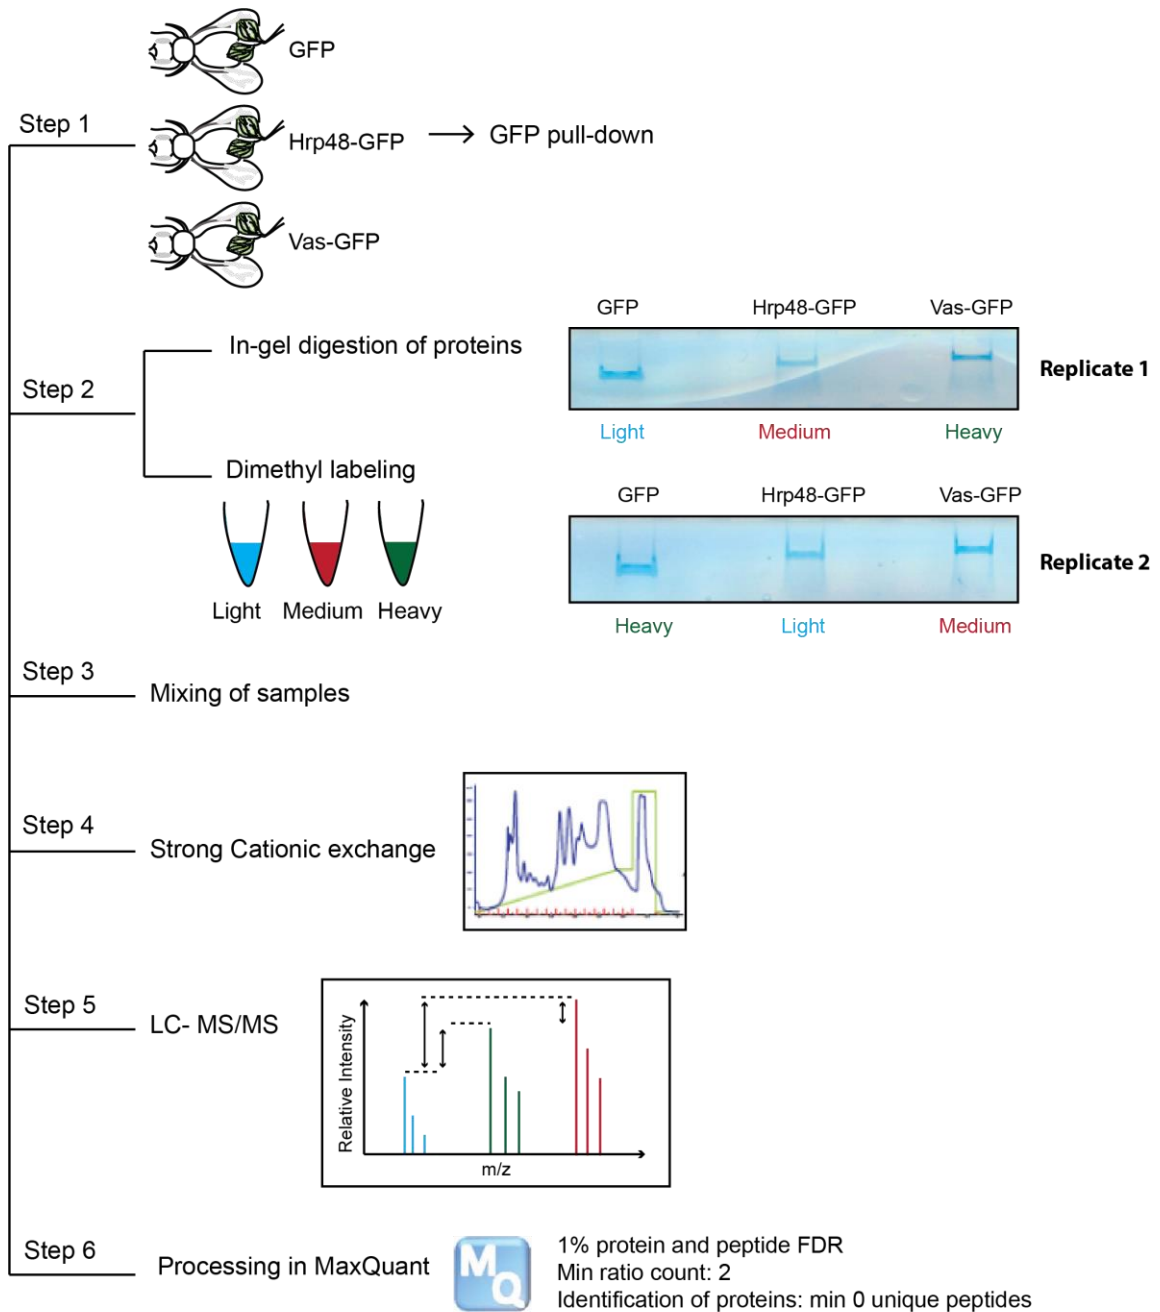 GFP
Step 1
Hrp48-GFP
GFP pull-down
Vas-GFP
Step 2
In-gel digestion of proteins
GFP Hrp48-GFP Vas-GFP
Replicate 1
Light Medium Heavy
Dimethyl labeling
Light Medium Heavy
GFP Hrp48-GFP Vas-GFP
Replicate 2
Heavy Light Medium
Step 3
Mixing of samples
Step 4
Strong Cationic exchange
Step 5
LC- MS/MS
Relative Intensity
m/z
Step 6
Processing in MaxQuant
MQ
1% protein and peptide FDR
Min ratio count: 2
Identification of proteins: min 0 unique peptides